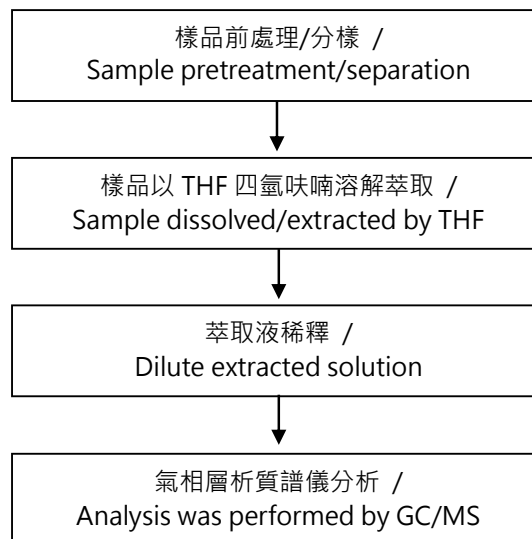 樣品前處理/分樣 /
Sample pretreatment/separation
樣品以 THF 四氫呋喃溶解萃取 /
Sample dissolved/extracted by THF
萃取液稀釋 /
Dilute extracted solution
氣相層析質譜儀分析 /
Analysis was performed by GC/MS